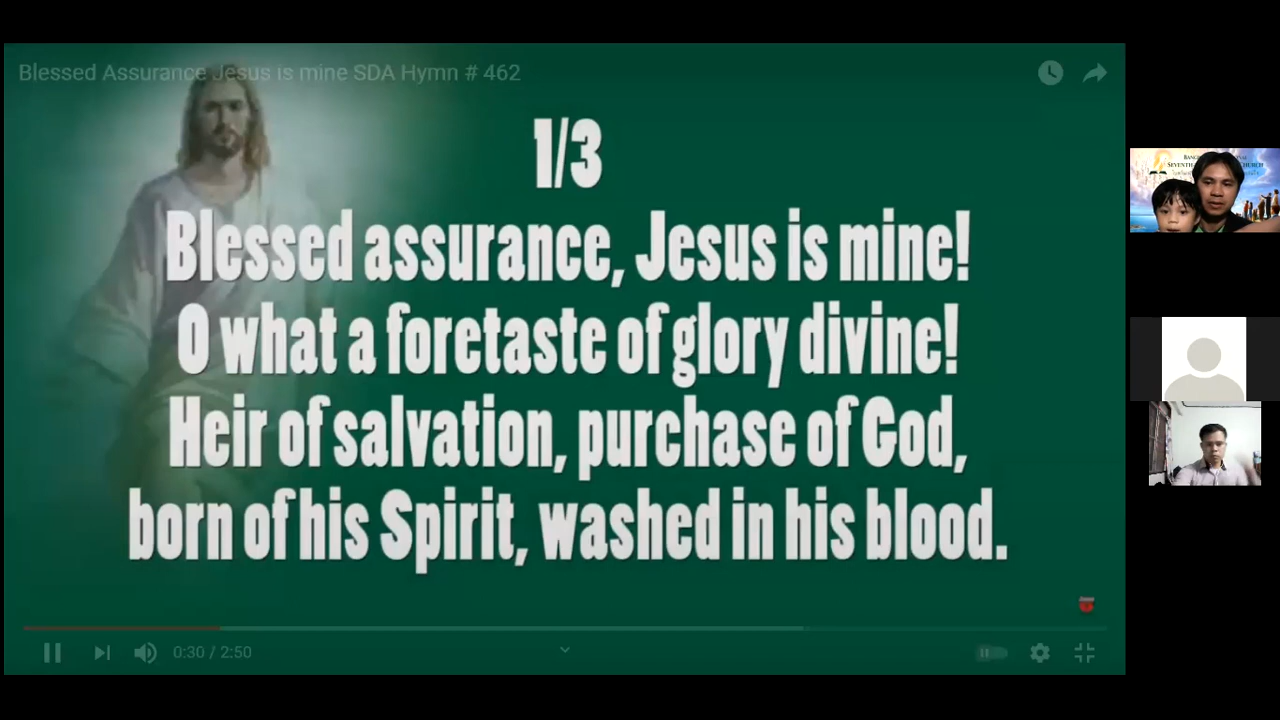 Blessed Assurance Jesus is mine SDA Hymn # 462
1/3
Blessed assurance, Jesus is mine!
O what a foretaste of glory divine!
Heir of salvation, purchase of God,
born of his Spirit, washed in his blood.
0:30 / 2:50